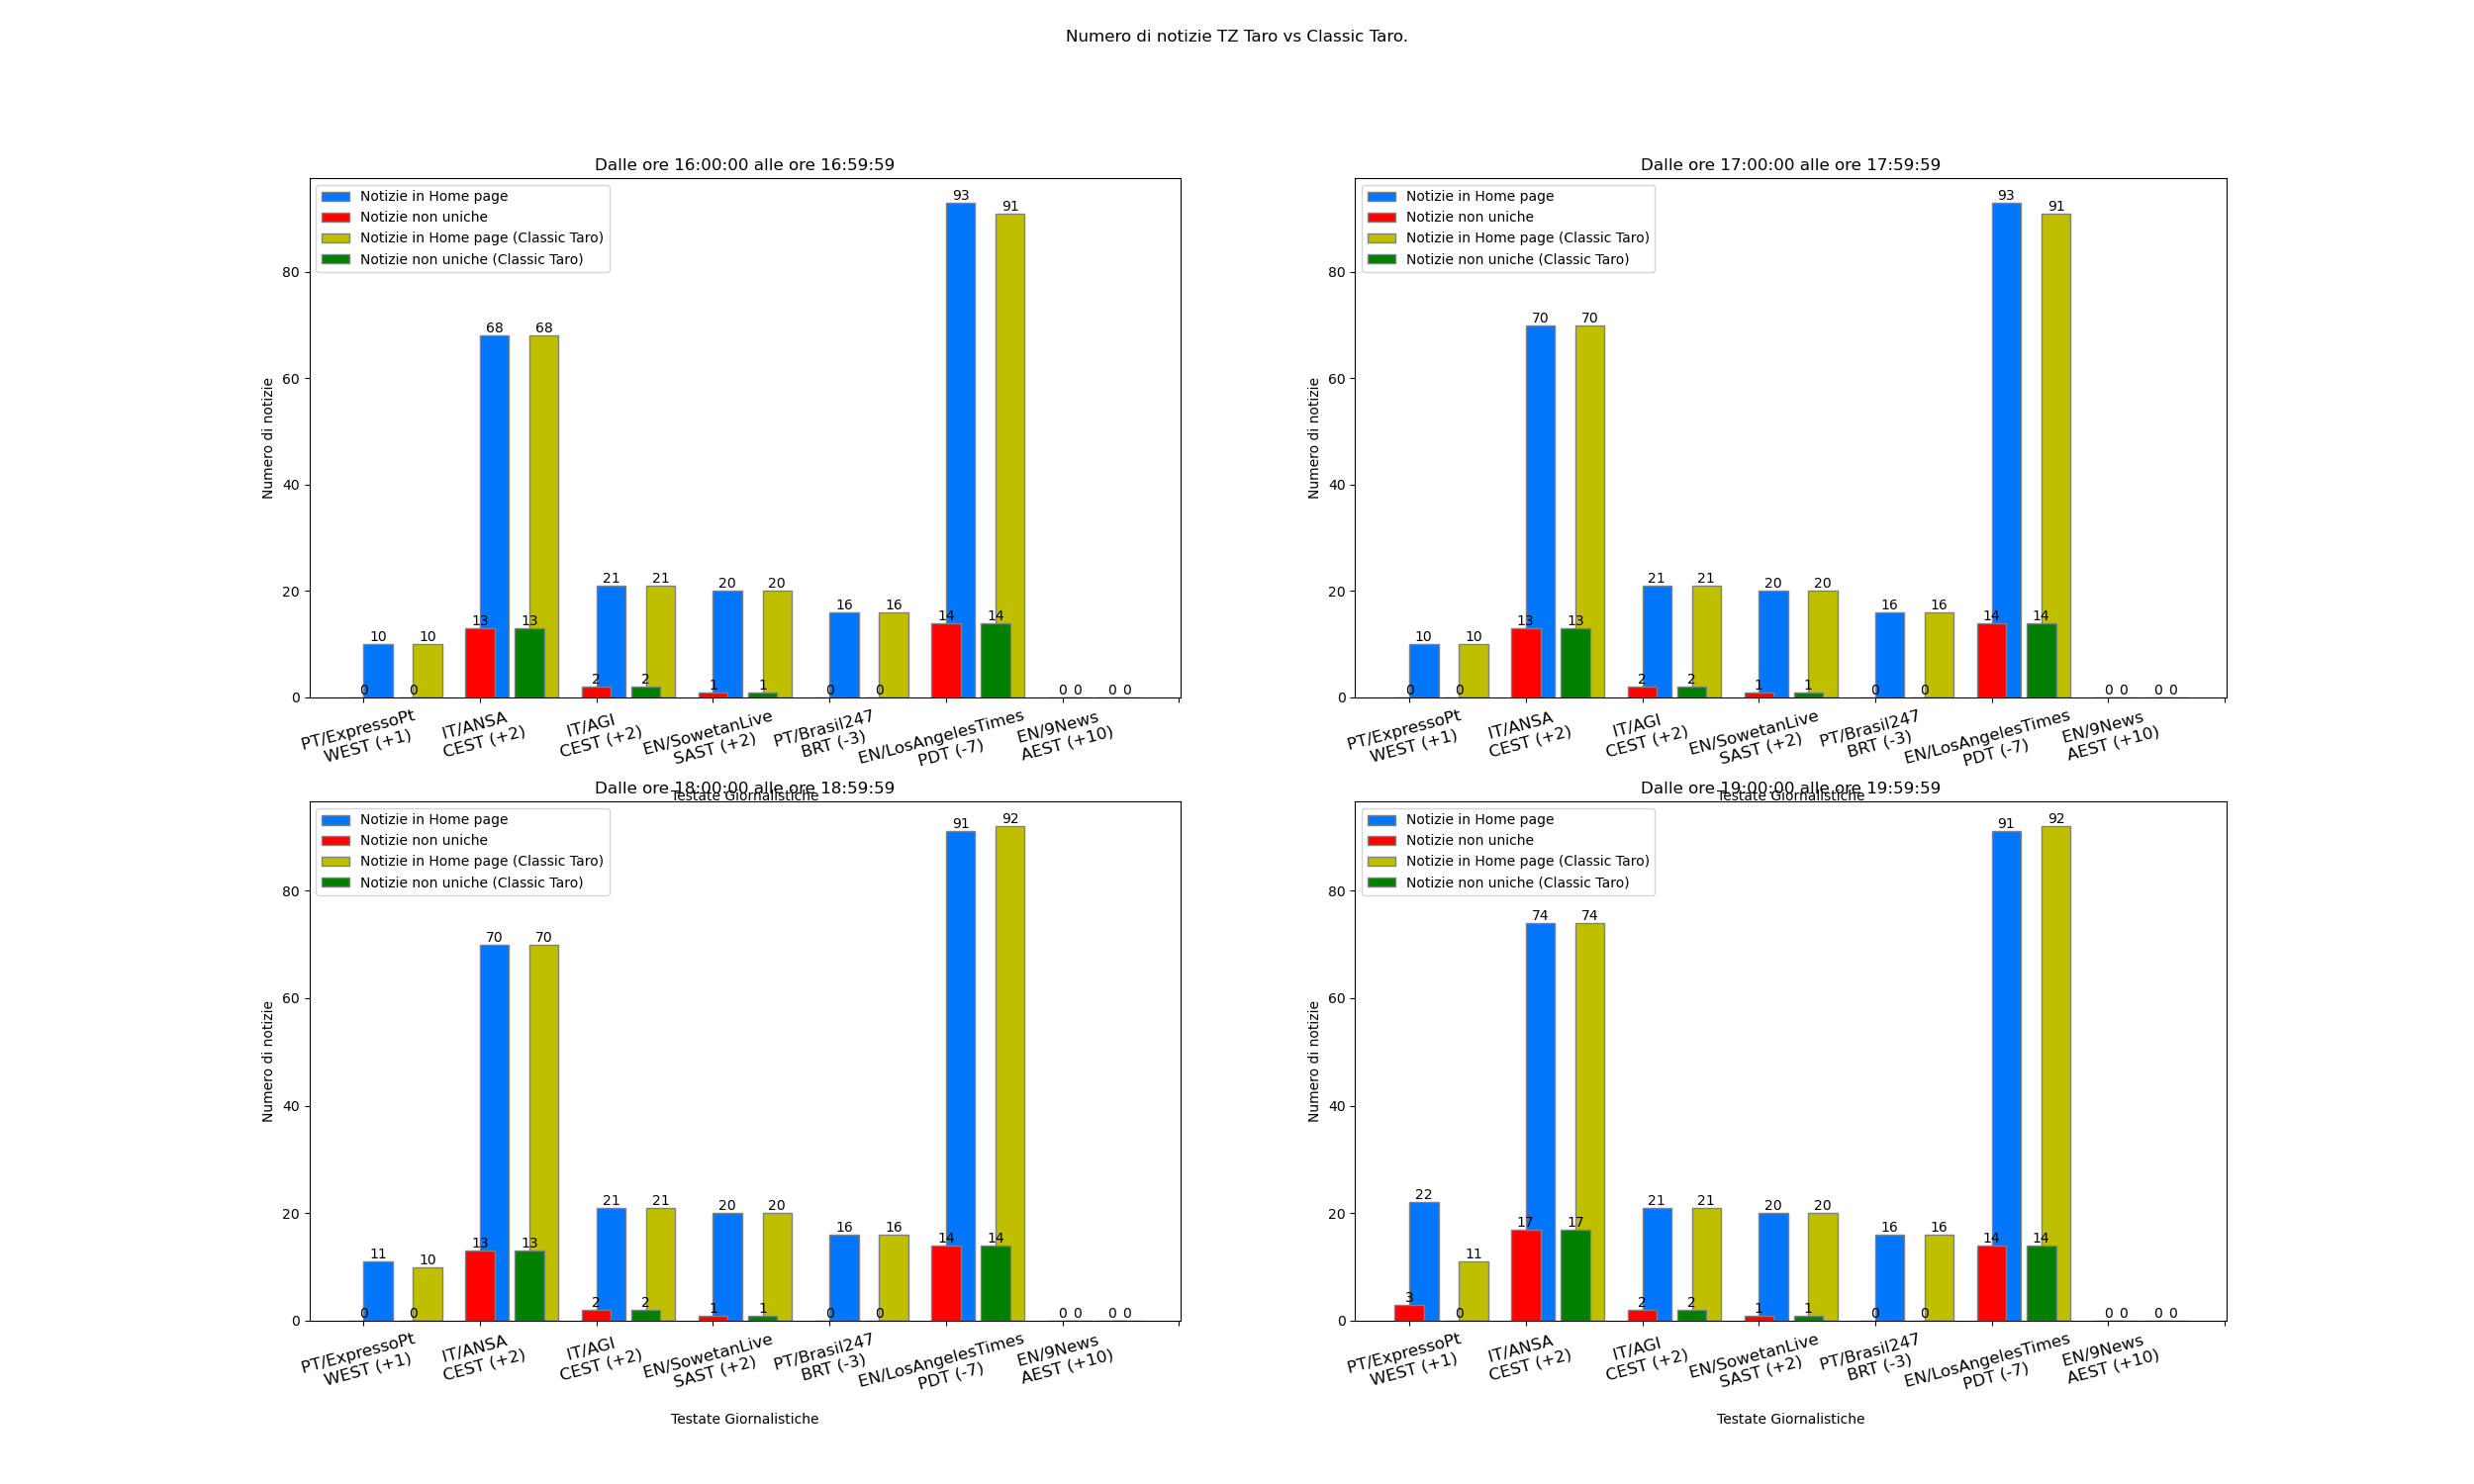 Numero di notizie TZ Taro vs Classic Taro.
Dalle ore 16:00:00 alle ore 16:59:59
Notizie in Home page
Notizie non uniche
Notizie in Home page (Classic Taro)
Notizie non uniche (Classic Taro)
Numero di notizie
80
60
40
20
0
10 0 10 0
68 13 68 13
21 2 21 2
20 1 20 1
16 0 16 0
93 14 91 14
0 0 0 0
PT/ExpressoPt
WEST (+1)
IT/ANSA
CEST (+2)
IT/AGI
CEST (+2)
EN/SowetanLive
SAST (+2)
PT/Brasil247
BRT (-3)
EN/LosAngelesTimes
PDT (-7)
EN/9News
AEST (+10)
Testate Giornalistiche
Dalle ore 17:00:00 alle ore 17:59:59
Notizie in Home page
Notizie non uniche
Notizie in Home page (Classic Taro)
Notizie non uniche (Classic Taro)
Numero di notizie
80
60
40
20
0
10 0 10 0
70 13 70 13
21 2 21 2
20 1 20 1
16 0 16 0
93 14 91 14
0 0 0 0
PT/ExpressoPt
WEST (+1)
IT/ANSA
CEST (+2)
IT/AGI
CEST (+2)
EN/SowetanLive
SAST (+2)
PT/Brasil247
BRT (-3)
EN/LosAngelesTimes
PDT (-7)
EN/9News
AEST (+10)
Testate Giornalistiche
Dalle ore 18:00:00 alle ore 18:59:59
Notizie in Home page
Notizie non uniche
Notizie in Home page (Classic Taro)
Notizie non uniche (Classic Taro)
Numero di notizie
80
60
40
20
0
11 0 10 0
70 13 70 13
21 2 21 2
20 1 20 1
16 0 16 0
91 14 92 14
0 0 0 0
PT/ExpressoPt
WEST (+1)
IT/ANSA
CEST (+2)
IT/AGI
CEST (+2)
EN/SowetanLive
SAST (+2)
PT/Brasil247
BRT (-3)
EN/LosAngelesTimes
PDT (-7)
EN/9News
AEST (+10)
Testate Giornalistiche
Dalle ore 19:00:00 alle ore 19:59:59
Notizie in Home page
Notizie non uniche
Notizie in Home page (Classic Taro)
Notizie non uniche (Classic Taro)
Numero di notizie
80
60
40
20
0
22 3 11 0
74 17 74 17
21 2 21 2
20 1 20 1
16 0 16 0
91 14 92 14
0 0 0 0
PT/ExpressoPt
WEST (+1)
IT/ANSA
CEST (+2)
IT/AGI
CEST (+2)
EN/SowetanLive
SAST (+2)
PT/Brasil247
BRT (-3)
EN/LosAngelesTimes
PDT (-7)
EN/9News
AEST (+10)
Testate Giornalistiche